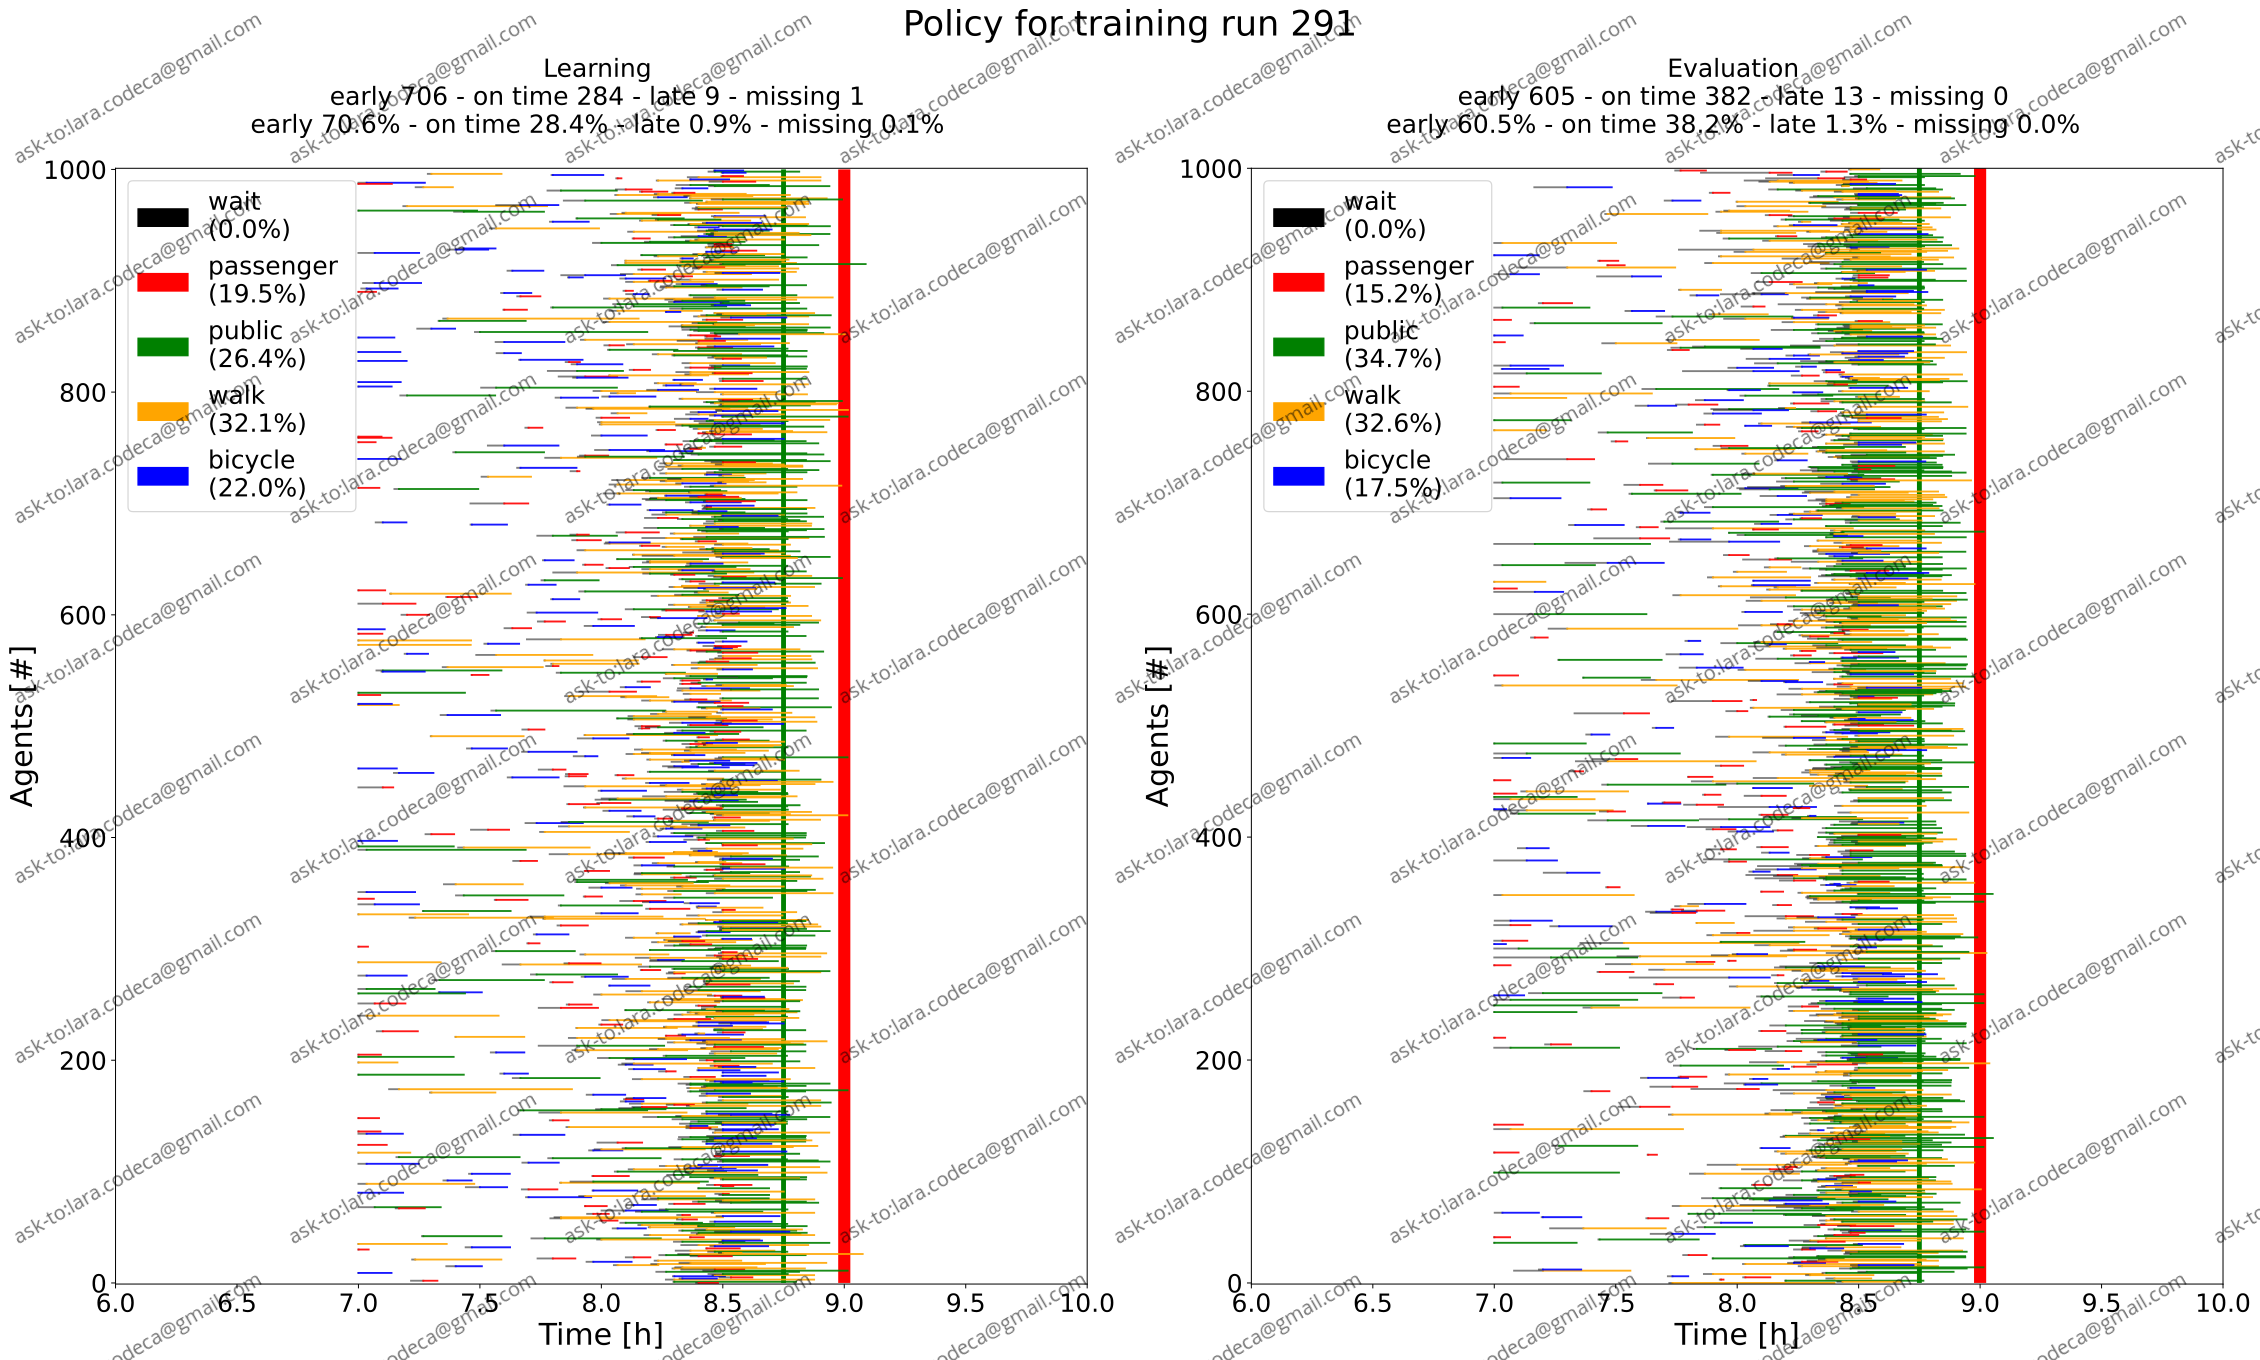 Policy for training run 291
Learning
early 706 - on time 284 - late 9 - missing 1
early 70.6% - on time 28.4% - late 0.9% - missing 0.1%
1000
800
600
400
200
0
Agents [#]
wait
(0.0%)
passenger
(19.5%)
public
(26.4%)
walk
(32.1%)
bicycle
(22.0%)
6.0 6.5 7.0 7.5 8.0 8.5 9.0 9.5 10.0
Time [h]
Evaluation
early 605 - on time 382 - late 13 - missing 0
early 60.5% - on time 38.2% - late 1.3% - missing 0.0%
1000
800
600
400
200
0
Agents [#]
wait
(0.0%)
passenger
(15.2%)
public
(34.7%)
walk
(32.6%)
bicycle
(17.5%)
6.0 6.5 7.0 7.5 8.0 8.5 9.0 9.5 10.0
Time [h]
ask-to:lara.codeca@gmail.com